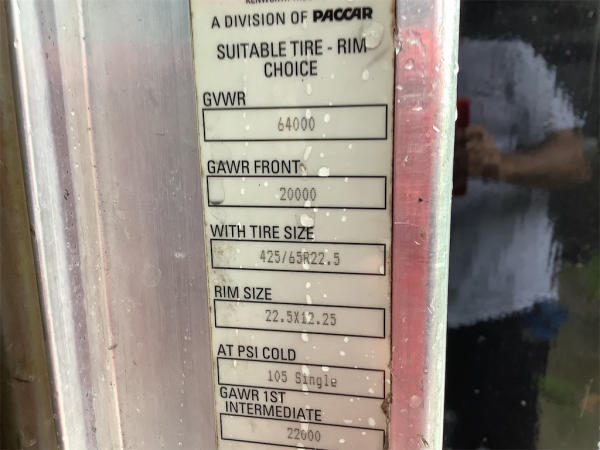 A DIVISION OF PACCAR
SUITABLE TIRE - RIM
CHOICE
GVWR
64000
GAWR FRONT
20000
WITH TIRE SIZE
425/65R22.5
RIM SIZE
22.5X12.25
AT PSI COLD
105 Single
GAWR 1ST
INTERMEDIATE
22000